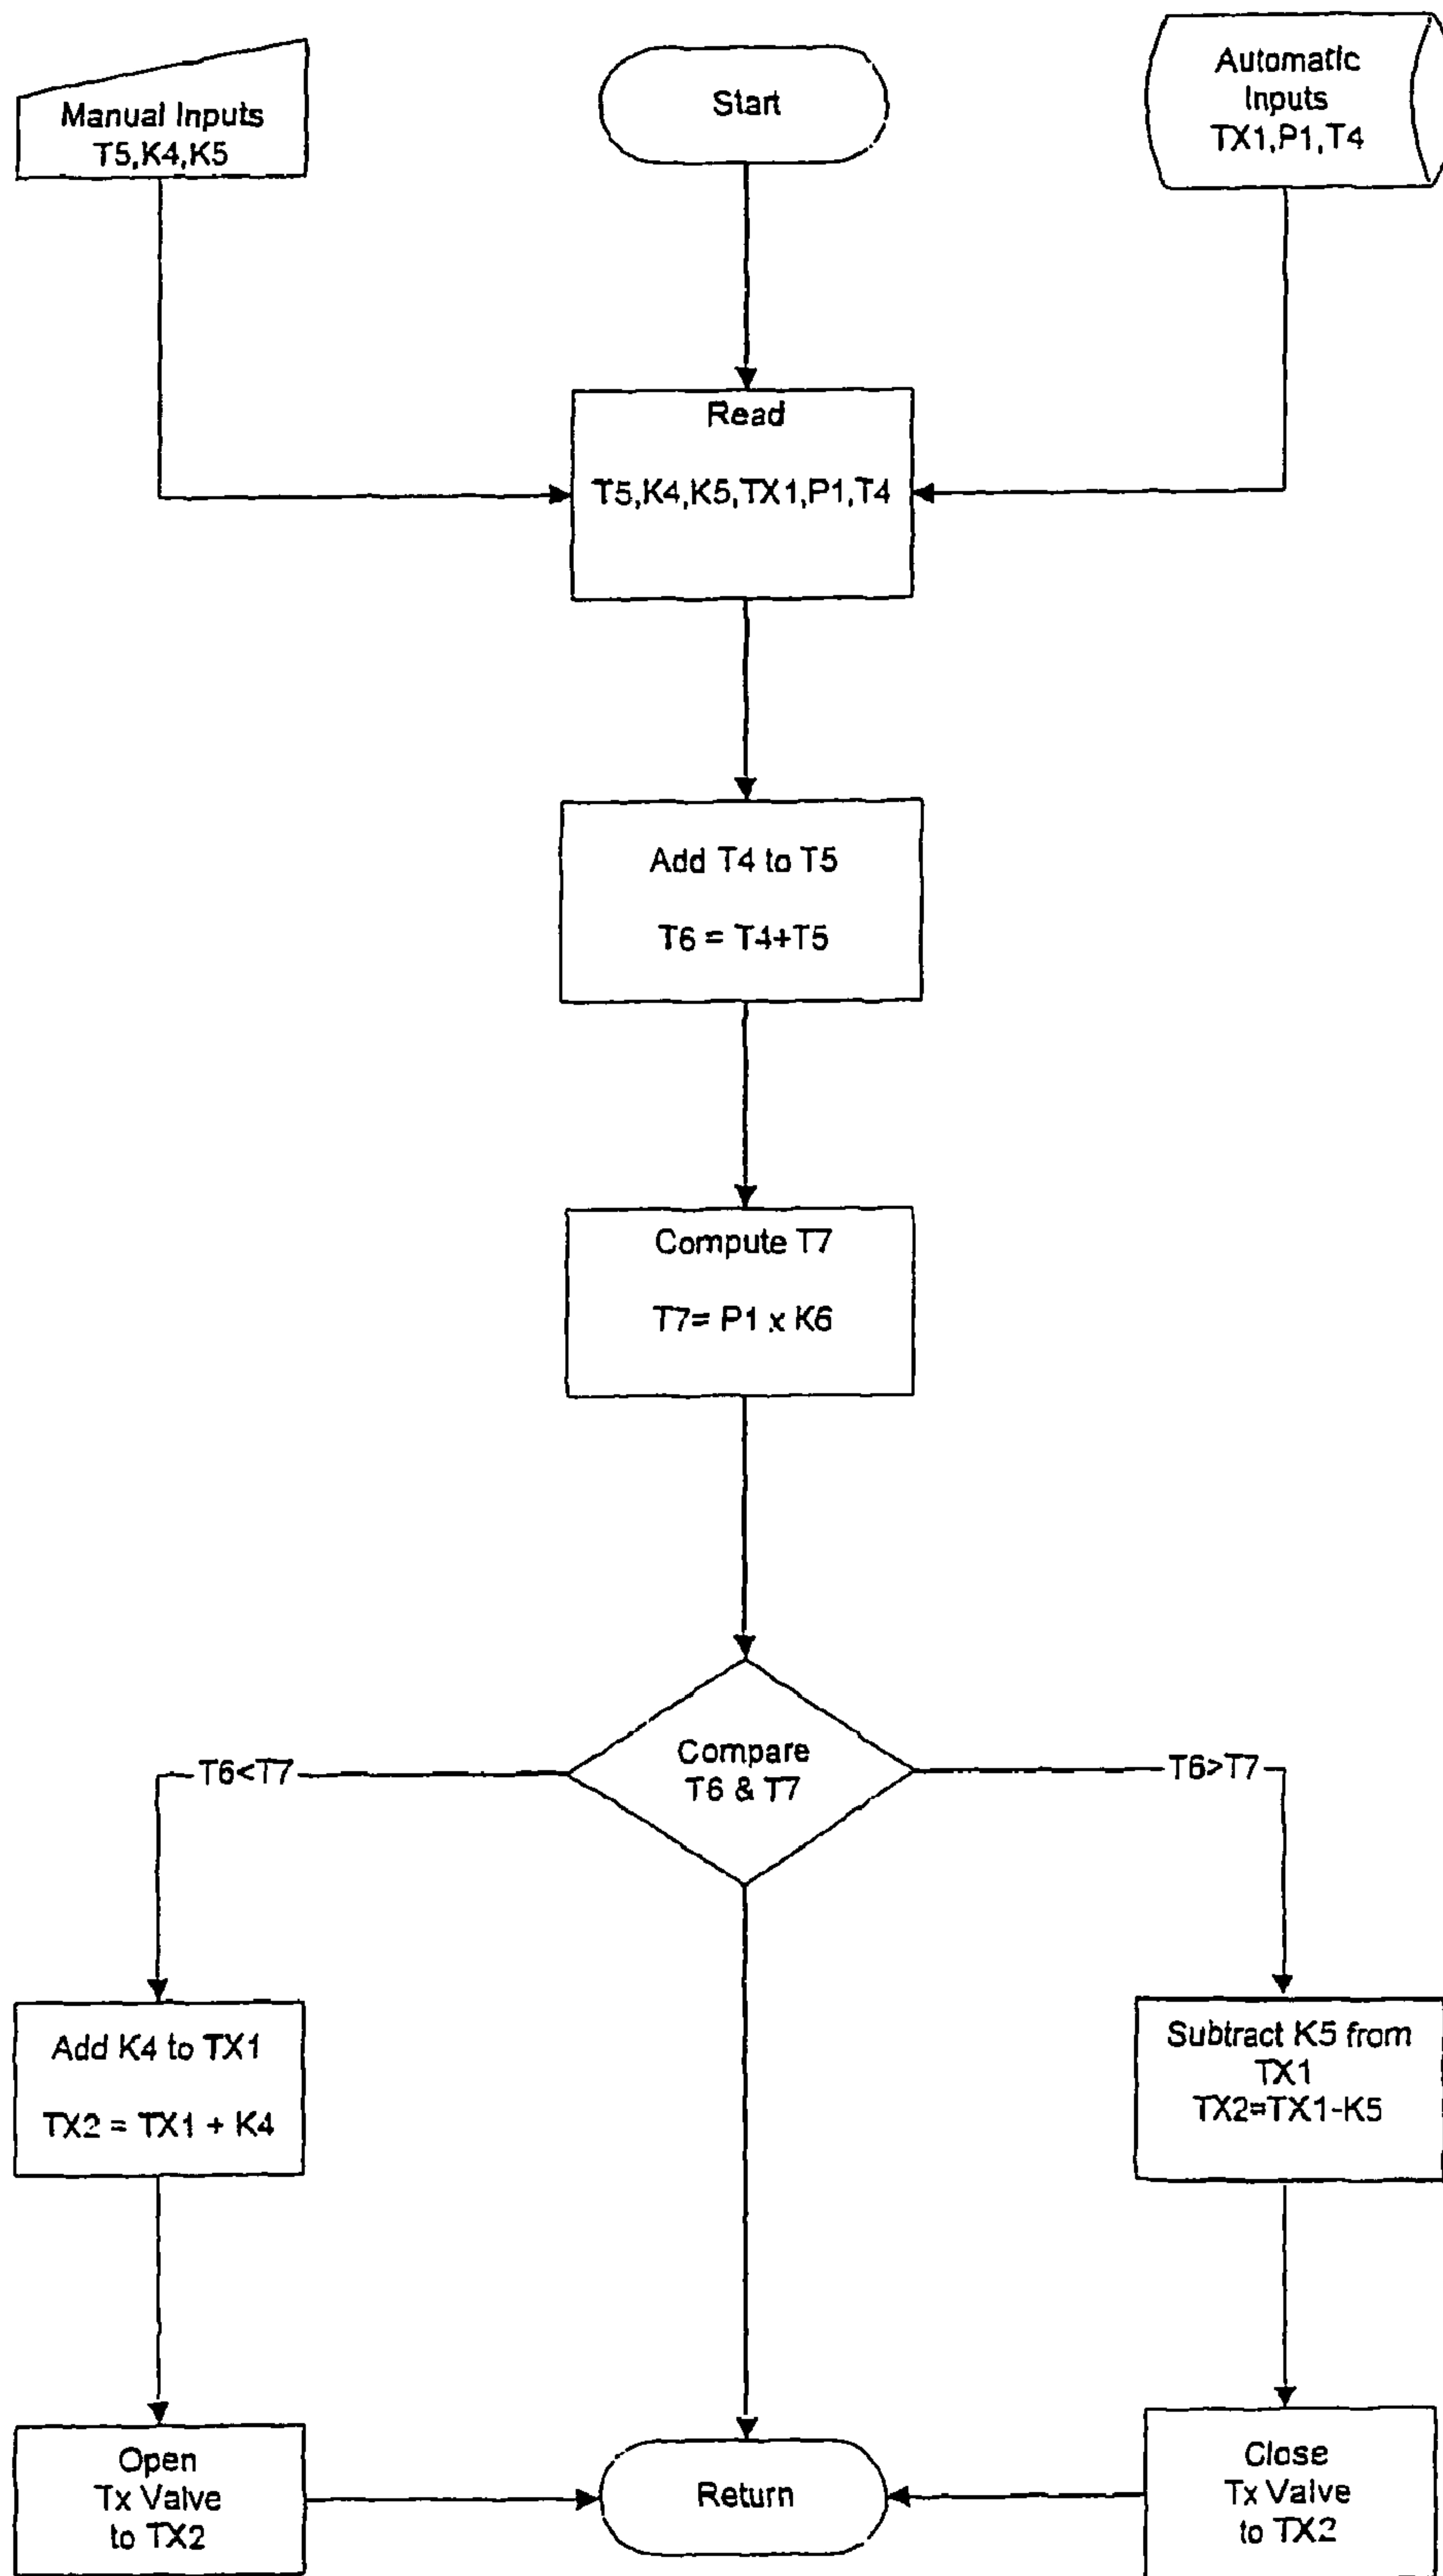 Manual Inputs
T5,K4,K5
Start
Automatic
Inputs
TX1,P1,T4
Read
T5,K4,K5,TX1,P1,T4
Add T4 to T5
T6 = T4+T5
Compute T7
T7= P1 x K6
Compare
T6 & T7
T6<T7
T6>T7
Add K4 to TX1
TX2 = TX1 + K4
Subtract K5 from
TX1
TX2=TX1-K5
Open
Tx Valve
to TX2
Return
Close
Tx Valve
to TX2